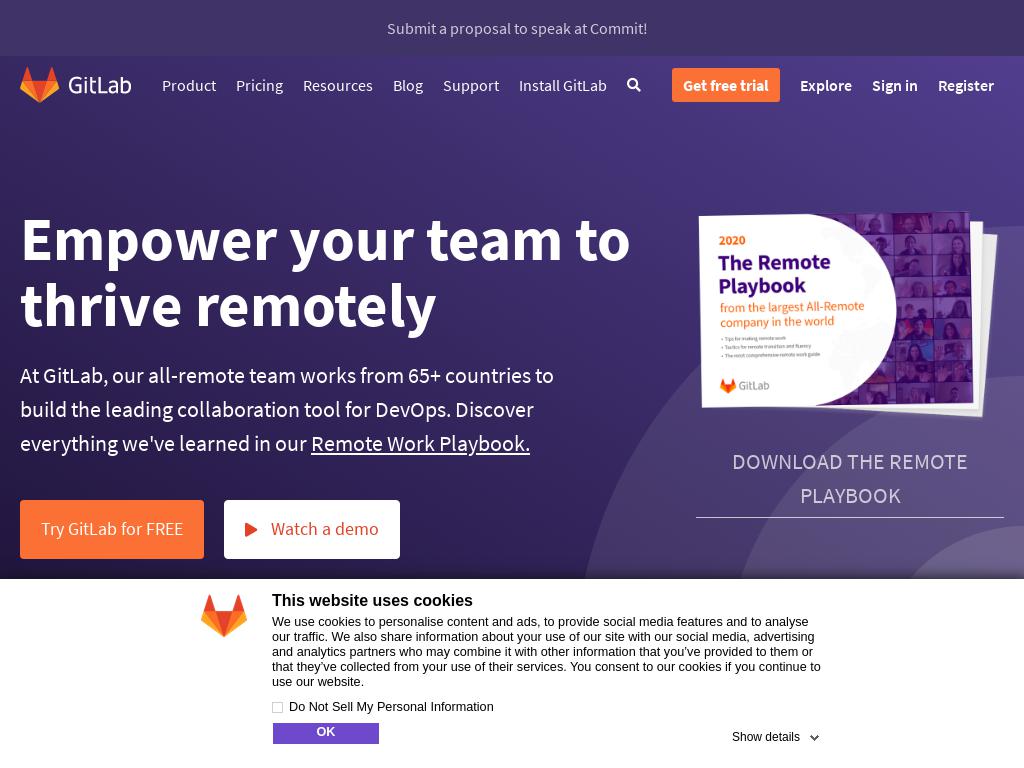 Submit a proposal to speak at Commit!
GitLab
Product Pricing Resources Blog Support Install GitLab Get free trial Explore Sign in Register
Empower your team to
thrive remotely
At GitLab, our all-remote team works from 65+ countries to
build the leading collaboration tool for DevOps. Discover
everything we've learned in our Remote Work Playbook.
Try GitLab for FREE
Watch a demo
2020
The Remote
Playbook
from the largest All-Remote
company in the world
• Tips for making remote work
• Tactics for remote transition and fluency
• The most comprehensive remote work guide
GitLab
DOWNLOAD THE REMOTE
PLAYBOOK
This website uses cookies
We use cookies to personalise content and ads, to provide social media features and to analyse
our traffic. We also share information about your use of our site with our social media, advertising
and analytics partners who may combine it with other information that you’ve provided to them or
that they’ve collected from your use of their services. You consent to our cookies if you continue to
use our website.
Do Not Sell My Personal Information
OK
Show details